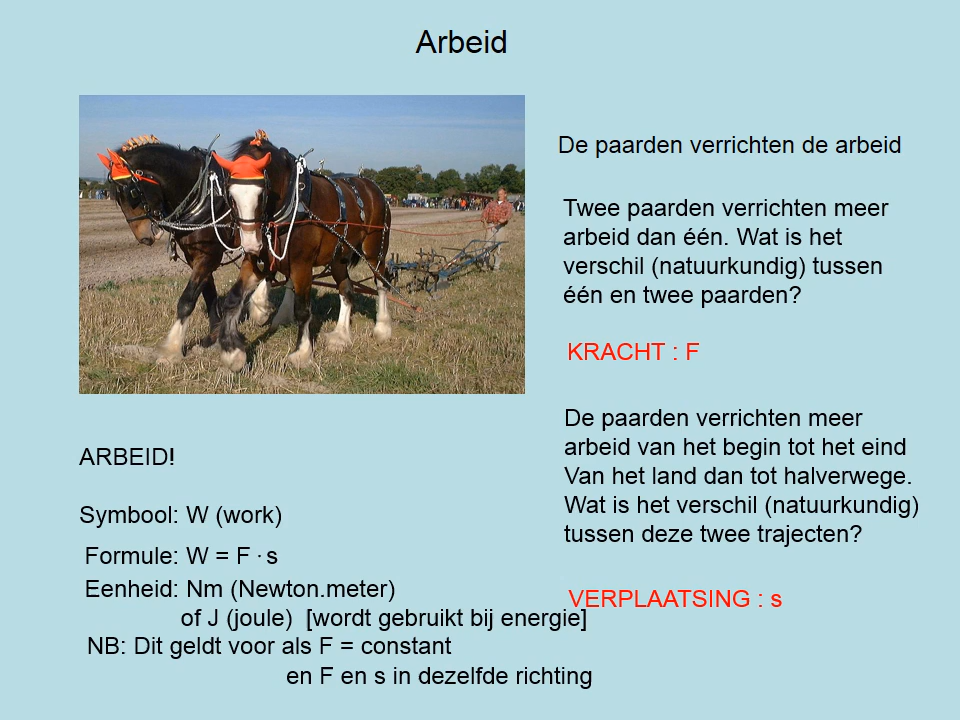 Arbeid
De paarden verrichten de arbeid
Twee paarden verrichten meer
arbeid dan één. Wat is het
verschil (natuurkundig) tussen
één en twee paarden?
KRACHT : F
De paarden verrichten meer
arbeid van het begin tot het eind
Van het land dan tot halverwege.
Wat is het verschil (natuurkundig)
tussen deze twee trajecten?
VERPLAATSING : s
ARBEID!
Symbool: W (work)
Formule: W = F · s
Eenheid: Nm (Newton.meter)
of J (joule) [wordt gebruikt bij energie]
NB: Dit geldt voor als F = constant
en F en s in dezelfde richting